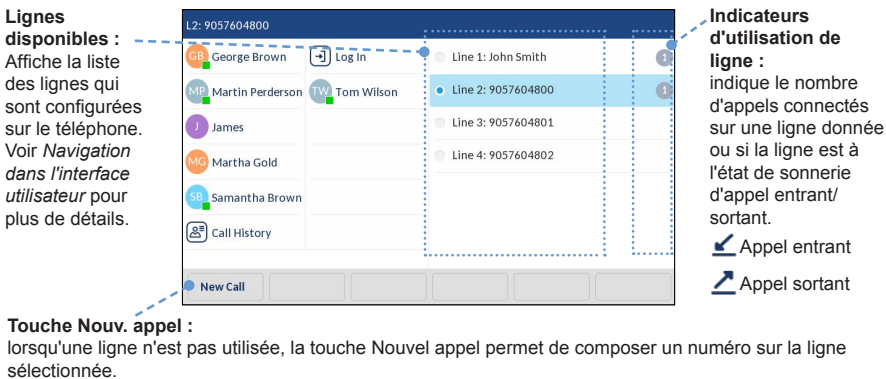 Lignes
disponibles :
Affiche la liste
des lignes qui
sont configurées
sur le téléphone.
Voir Navigation
dans l'interface
utilisateur pour
plus de détails.
L2: 9057604800
GB George Brown
MP Martin Perderson
J James
MG Martha Gold
SB Samantha Brown
Call History
Log In
TW Tom Wilson
Line 1: John Smith 1
Line 2: 9057604800 1
Line 3: 9057604801
Line 4: 9057604802
New Call
Indicateurs
d'utilisation de
ligne :
indique le nombre
d'appels connectés
sur une ligne donnée
ou si la ligne est à
l'état de sonnerie
d'appel entrant/
sortant.
Appel entrant
Appel sortant
Touche Nouv. appel :
lorsqu'une ligne n'est pas utilisée, la touche Nouvel appel permet de composer un numéro sur la ligne
sélectionnée.